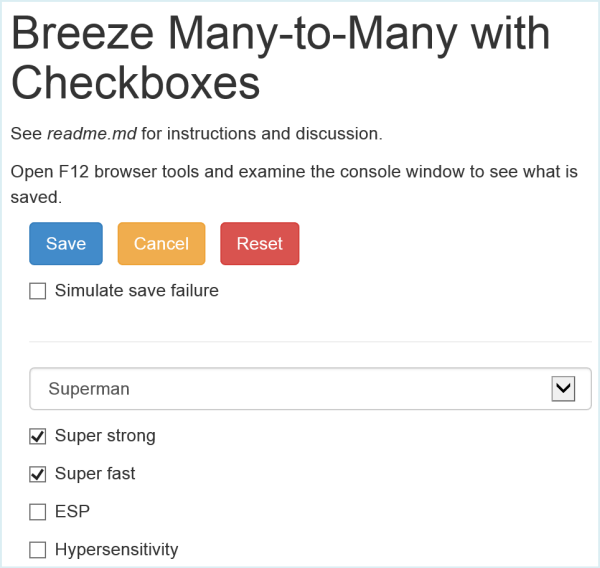 Breeze Many-to-Many with
Checkboxes
See readme.md for instructions and discussion.
Open F12 browser tools and examine the console window to see what is
saved.
Save Cancel Reset
Simulate save failure
Superman
Super strong
Super fast
ESP
Hypersensitivity